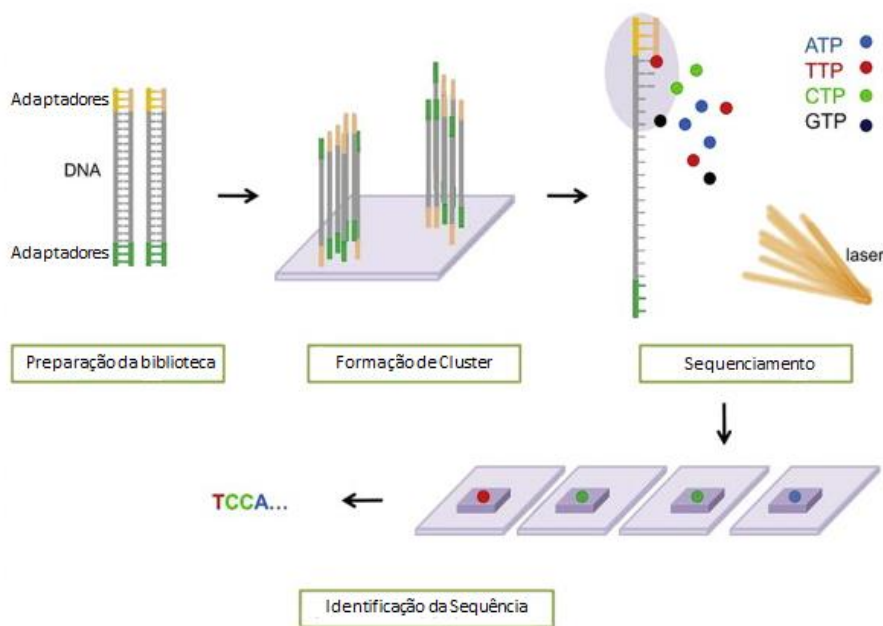 Adaptadores
DNA
Adaptadores
ATP
TTP
CTP
GTP
laser
Preparação da biblioteca
Formação de Cluster
Sequenciamento
TCCA...
Identificação da Sequência